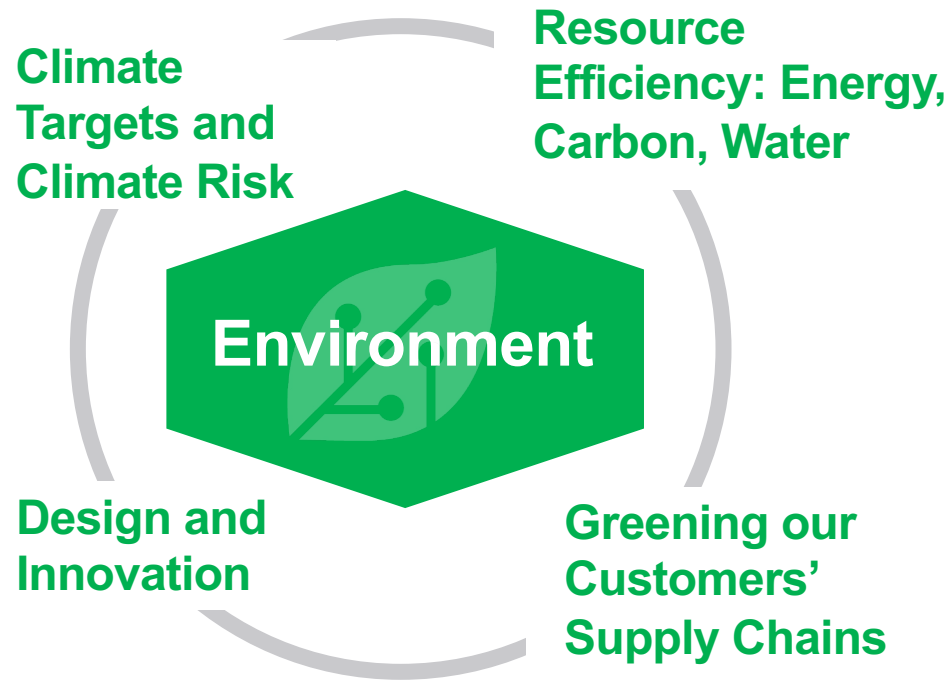 Climate
Targets and
Climate Risk
Resource
Efficiency: Energy,
Carbon, Water
Environment
Design and
Innovation
Greening our
Customers’
Supply Chains